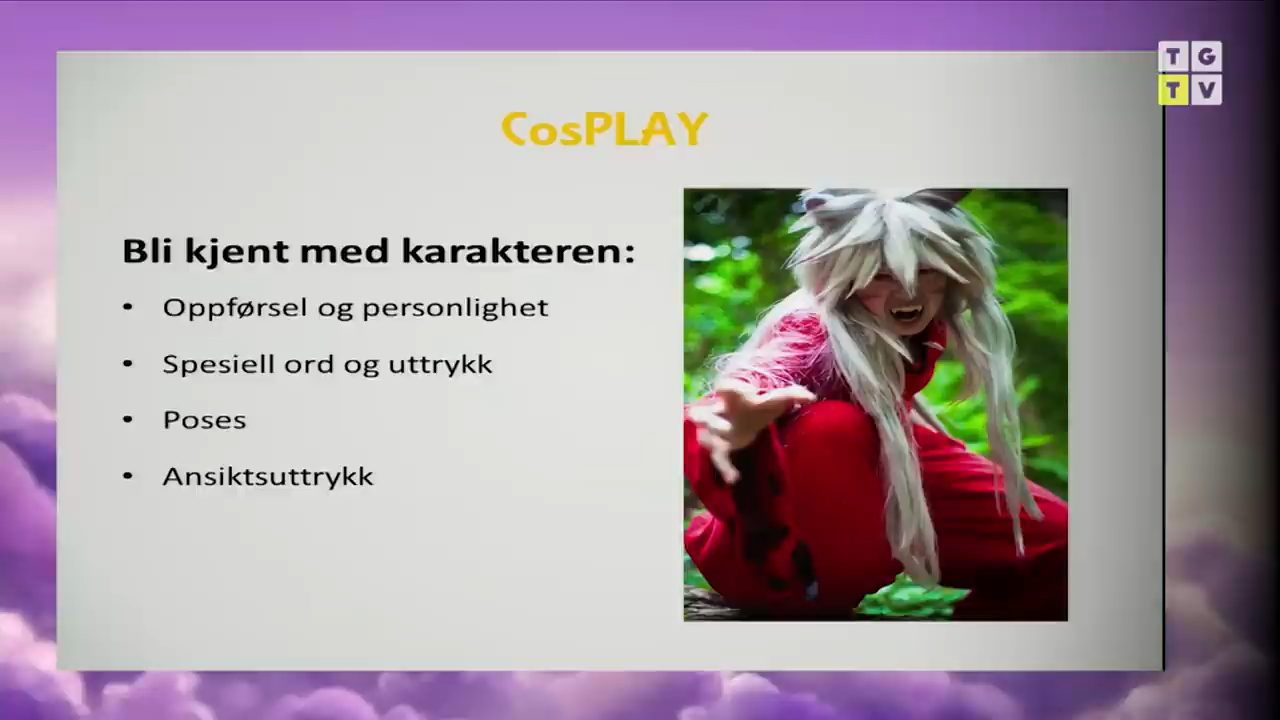 TG
TV
CosPLAY
Bli kjent med karakteren:
• Oppførsel og personlighet
• Spesiell ord og uttrykk
• Poses
• Ansiktsuttrykk